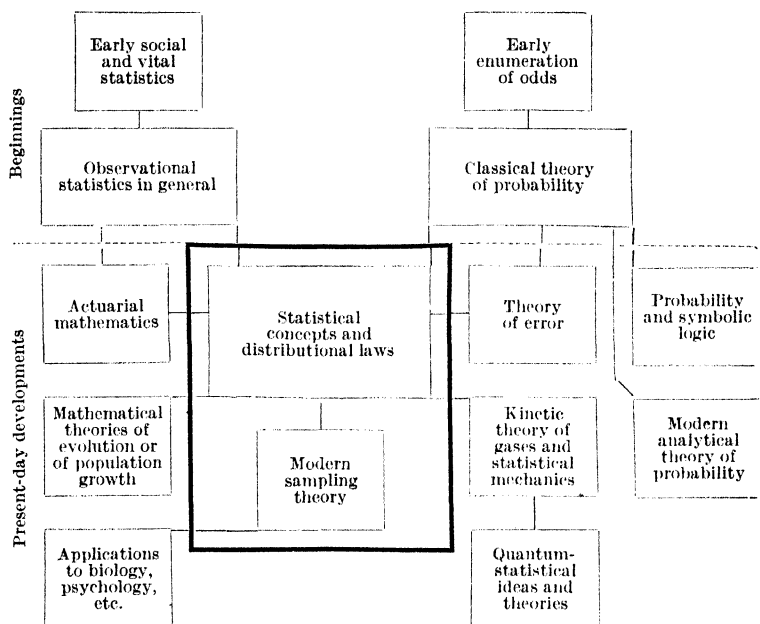 Beginnings
Early social
and vital
statistics
Early
enumeration
of odds
Observational
statistics in general
Classical theory
of probability
Present-day developments
Actuarial
mathematics
Statistical
concepts and
distributional laws
Theory
of error
Probability
and symbolic
logic
Mathematical
theories of
evolution or
of population
growth
Modern
sampling
theory
Kinetic
theory of
gases and
statistical
mechanics
Modern
analytical
theory of
probability
Applications
to biology,
psychology,
etc.
Quantum-
statistical
ideas and
theories